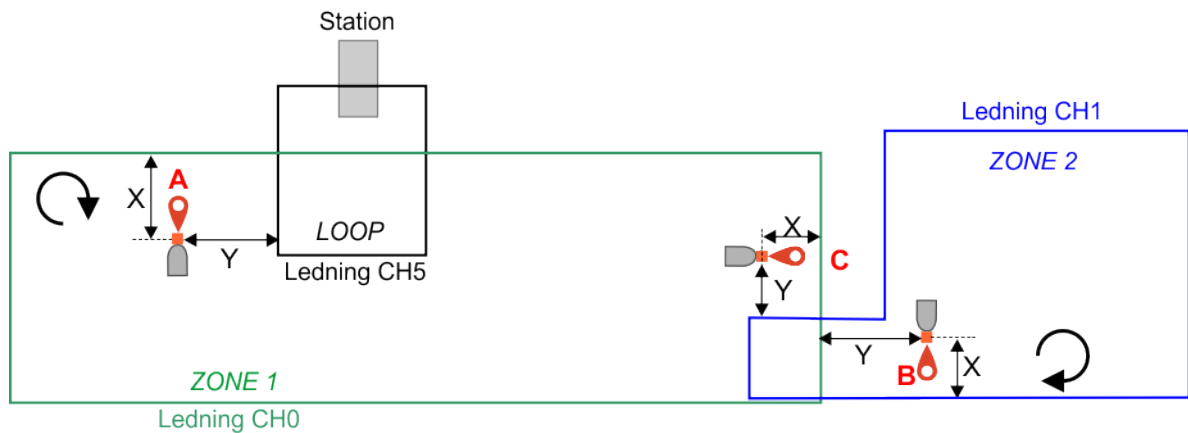 Station
Ledning CH1
ZONE 2
A
X
Y
LOOP
Ledning CH5
X
C
Y
Y
B
X
ZONE 1
Ledning CH0